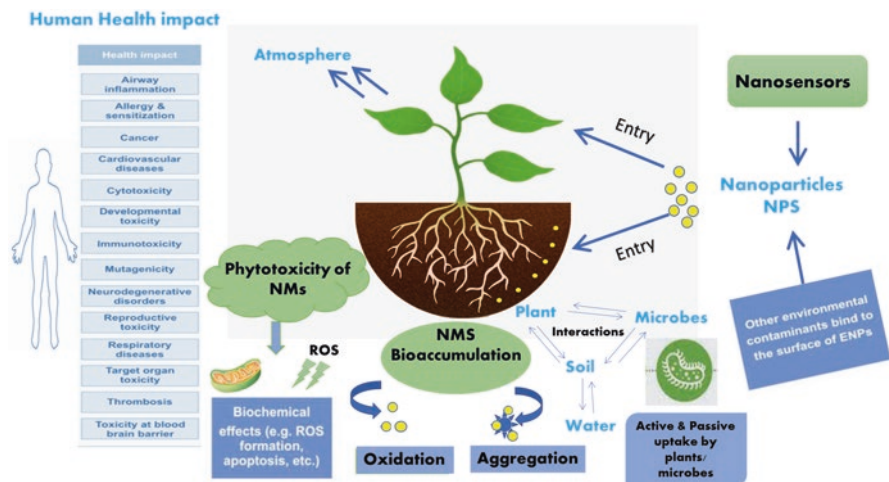 Human Health impact
Health impact
Airway
inflammation
Allergy &
sensitization
Cancer
Cardiovascular
diseases
Cytotoxicity
Developmental
toxicity
Immunotoxicity
Mutagenicity
Neurodegenerative
disorders
Reproductive
toxicity
Respiratory
diseases
Target organ
toxicity
Thrombosis
Toxicity at blood
brain barrier
Atmosphere
Entry
Entry
Nanosensors
Nanoparticles
NPS
Other environmental
contaminants bind to
the surface of ENPs
Phytotoxicity of
NMs
ROS
Biochemical
effects (e.g. ROS
formation,
apoptosis, etc.)
NMS
Bioaccumulation
Oxidation
Aggregation
Plant
Microbes
Interactions
Soil
Water
Active & Passive
uptake by
plants/
microbes